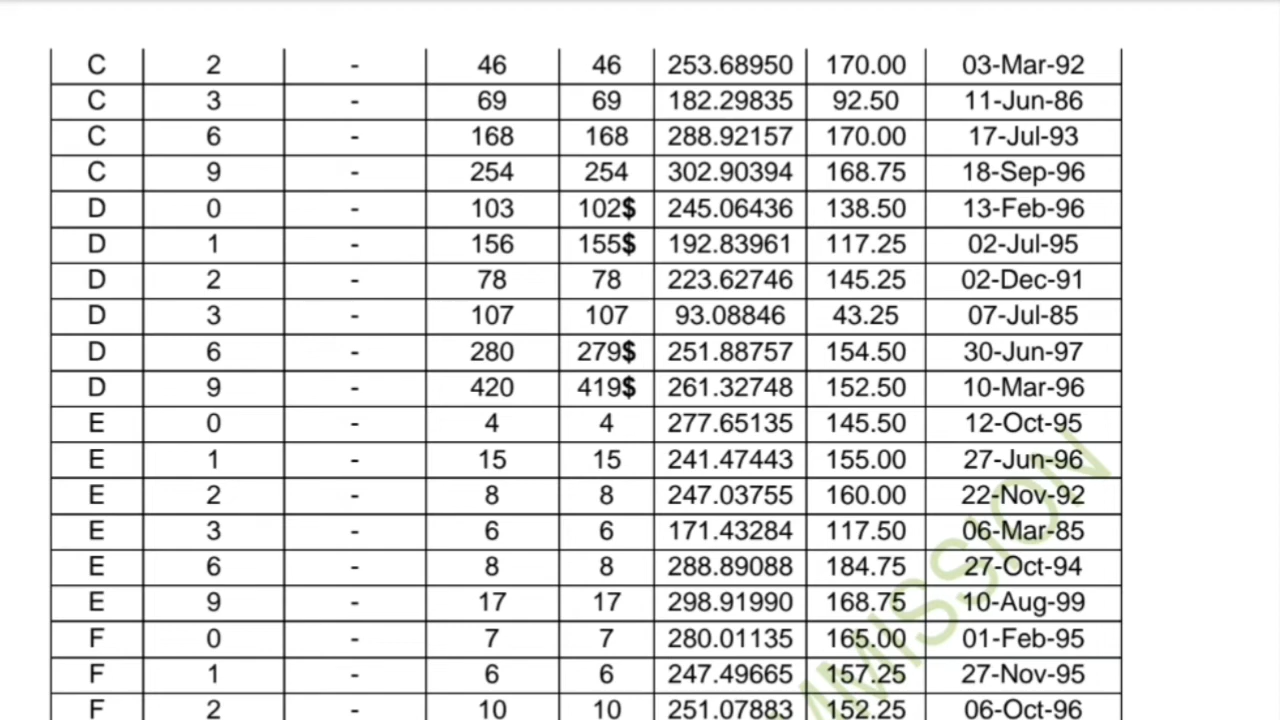 C 2 - 46 46 253.68950 170.00 03-Mar-92
C 3 - 69 69 182.29835 92.50 11-Jun-86
C 6 - 168 168 288.92157 170.00 17-Jul-93
C 9 - 254 254 302.90394 168.75 18-Sep-96
D 0 - 103 102$ 245.06436 138.50 13-Feb-96
D 1 - 156 155$ 192.83961 117.25 02-Jul-95
D 2 - 78 78 223.62746 145.25 02-Dec-91
D 3 - 107 107 93.08846 43.25 07-Jul-85
D 6 - 280 279$ 251.88757 154.50 30-Jun-97
D 9 - 420 419$ 261.32748 152.50 10-Mar-96
E 0 - 4 4 277.65135 145.50 12-Oct-95
E 1 - 15 15 241.47443 155.00 27-Jun-96
E 2 - 8 8 247.03755 160.00 22-Nov-92
E 3 - 6 6 171.43284 117.50 06-Mar-85
E 6 - 8 8 288.89088 184.75 27-Oct-94
E 9 - 17 17 298.91990 168.75 10-Aug-99
F 0 - 7 7 280.01135 165.00 01-Feb-95
F 1 - 6 6 247.49665 157.25 27-Nov-95
F 2 - 10 10 251.07883 152.25 06-Oct-96
MMISSION